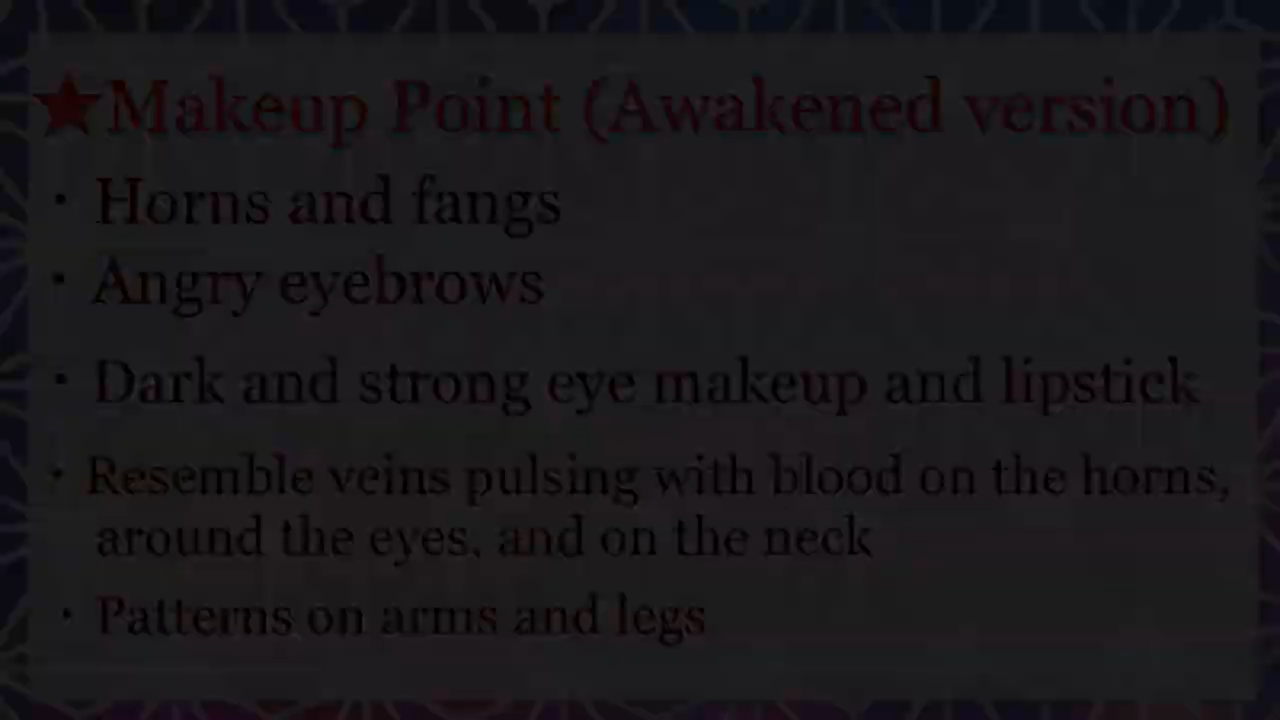 ★Makeup Point (Awakened version)
・Horns and fangs
・Angry eyebrows
・Dark and strong eye makeup and lipstick
・Resemble veins pulsing with blood on the horns,
around the eyes, and on the neck
・Patterns on arms and legs